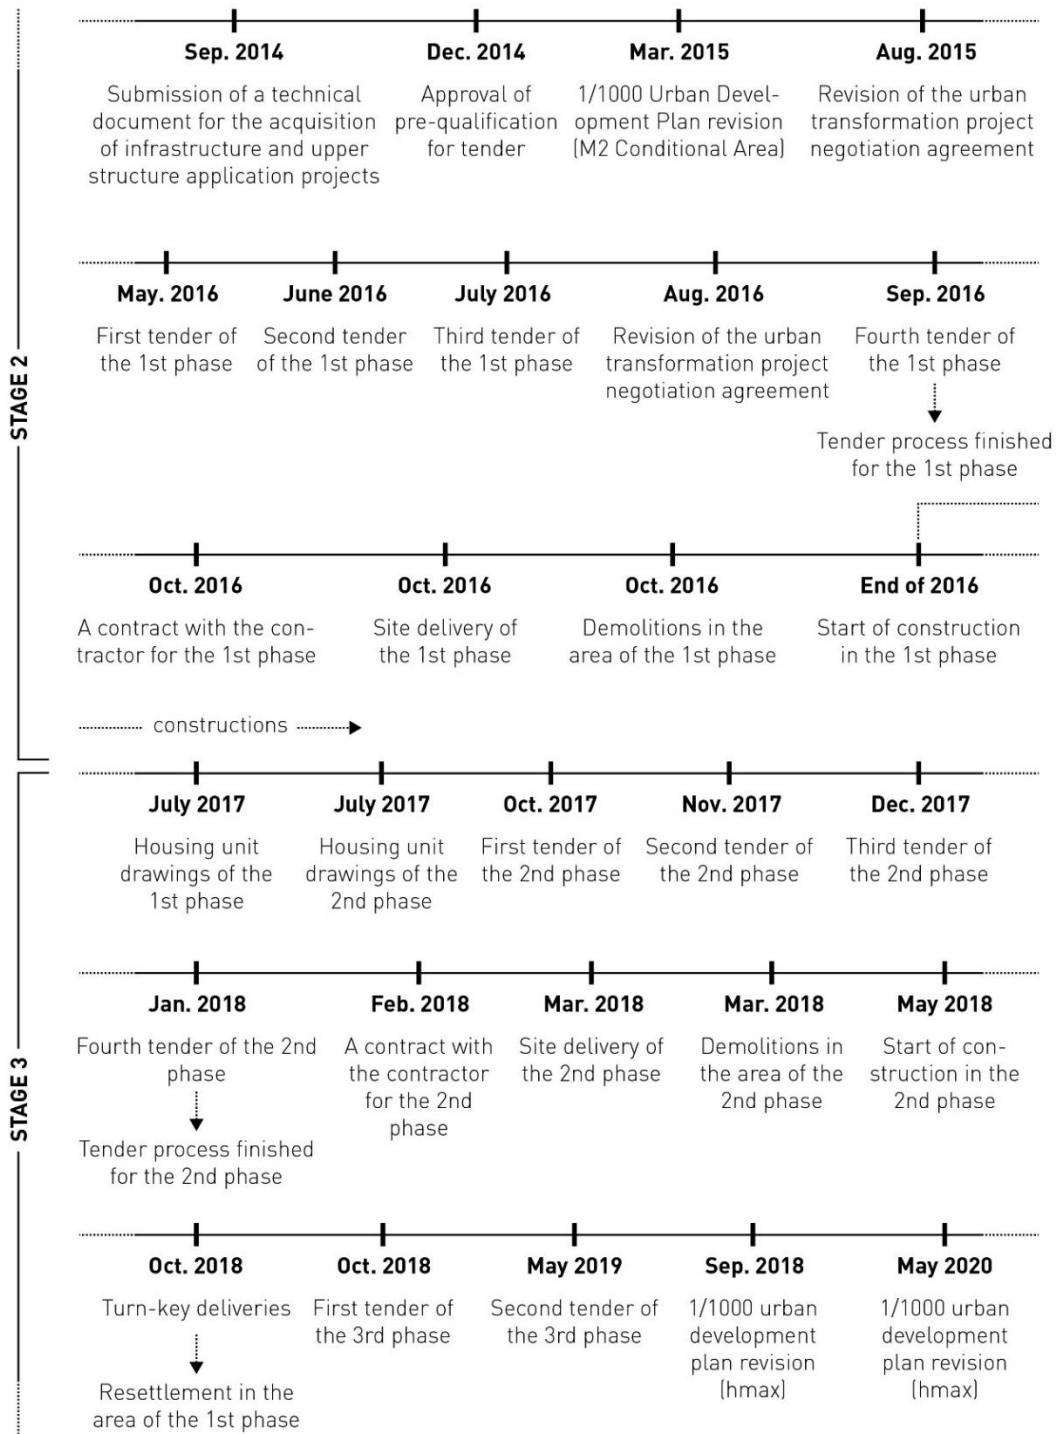 STAGE 2
Sep. 2014
Submission of a technical
document for the acquisition
of infrastructure and upper
structure application projects
Dec. 2014
Approval of
pre-qualification
for tender
Mar. 2015
1/1000 Urban Devel-
opment Plan revision
(M2 Conditional Area)
Aug. 2015
Revision of the urban
transformation project
negotiation agreement
May. 2016
First tender of
the 1st phase
June 2016
Second tender
of the 1st phase
July 2016
Third tender of
the 1st phase
Aug. 2016
Revision of the urban
transformation project
negotiation agreement
Sep. 2016
Fourth tender of
the 1st phase
Tender process finished
for the 1st phase
Oct. 2016
A contract with the con-
tractor for the 1st phase
Oct. 2016
Site delivery of
the 1st phase
Oct. 2016
Demolitions in the
area of the 1st phase
End of 2016
Start of construction
in the 1st phase
constructions
STAGE 3
July 2017
Housing unit
drawings of the
1st phase
July 2017
Housing unit
drawings of the
2nd phase
Oct. 2017
First tender of
the 2nd phase
Nov. 2017
Second tender of
the 2nd phase
Dec. 2017
Third tender of
the 2nd phase
Jan. 2018
Fourth tender of the 2nd
phase
Tender process finished
for the 2nd phase
Feb. 2018
A contract with
the contractor
for the 2nd
phase
Mar. 2018
Site delivery of
the 2nd phase
Mar. 2018
Demolitions in
the area of the
2nd phase
May 2018
Start of con-
struction in the
2nd phase
Oct. 2018
Turn-key deliveries
Resettlement in the
area of the 1st phase
Oct. 2018
First tender of
the 3rd phase
May 2019
Second tender of
the 3rd phase
Sep. 2018
1/1000 urban
development
plan revision
(hmax)
May 2020
1/1000 urban
development
plan revision
(hmax)